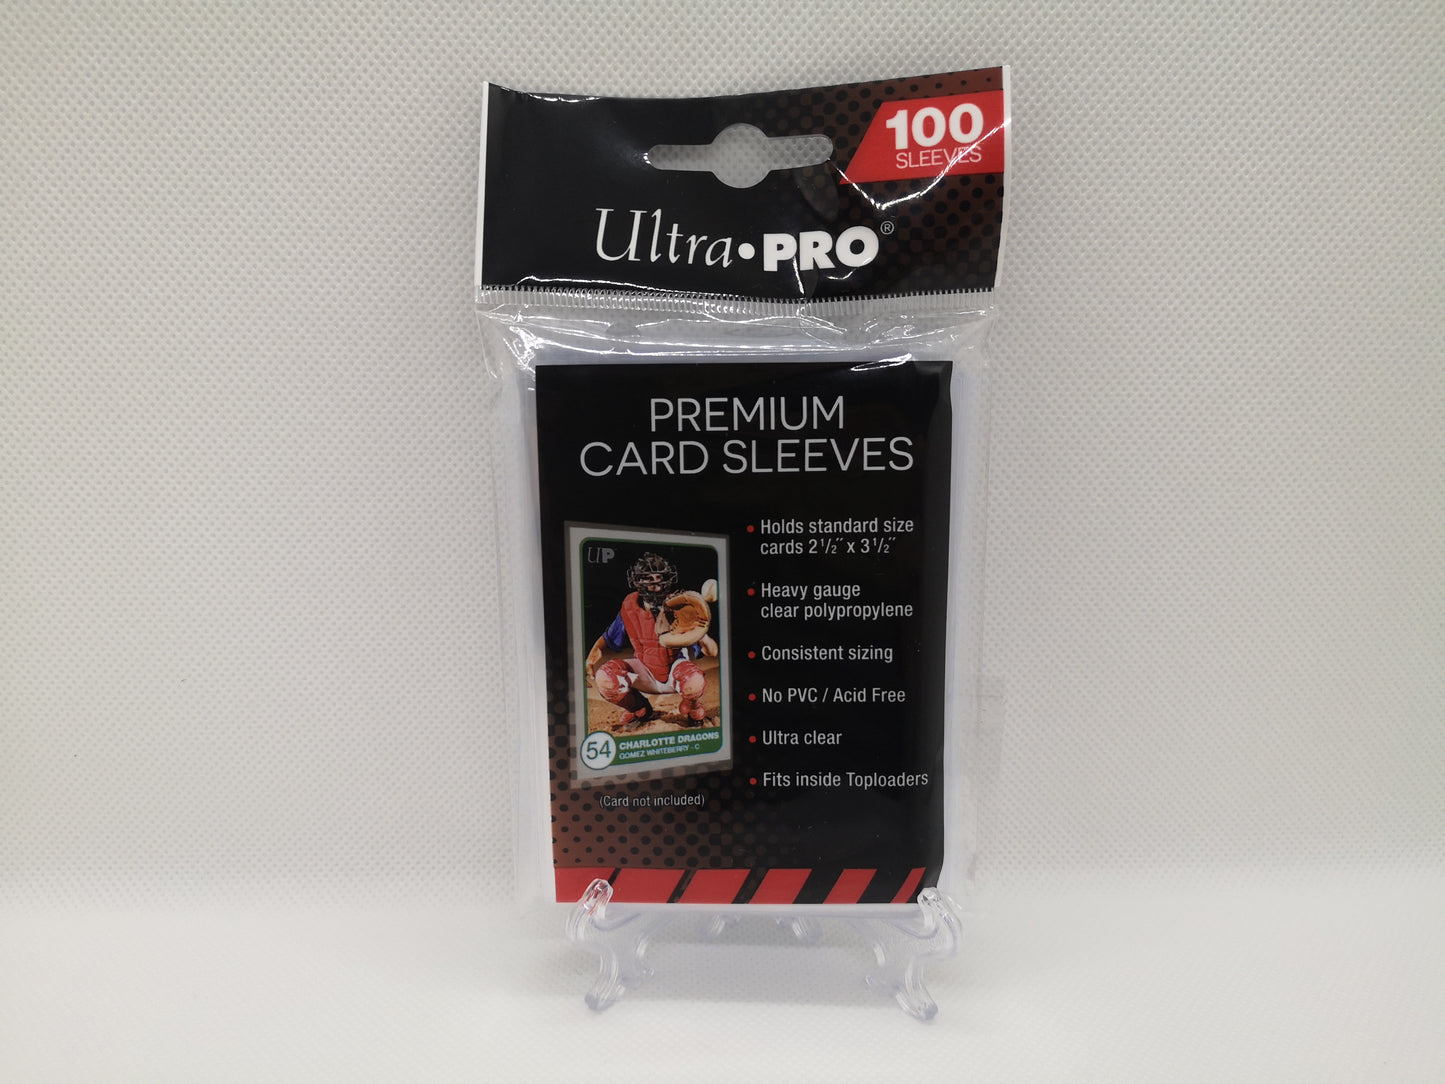 100
SLEEVES
Ultra•PRO®
PREMIUM
CARD SLEEVES
• Holds standard size
cards 2 1/2" x 3 1/2"
• Heavy gauge
clear polypropylene
• Consistent sizing
• No PVC / Acid Free
• Ultra clear
• Fits inside Toploaders
UP
54
CHARLOTTE DRAGONS
GOMEZ WHITEBERRY - C
(Card not included)